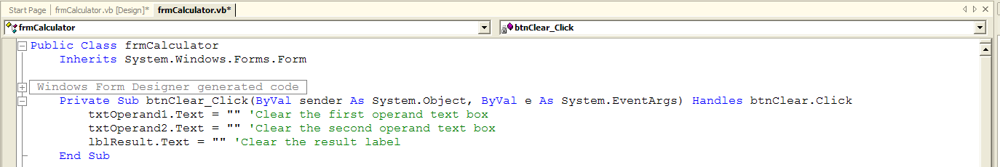 Start Page frmCalculator.vb [Design]* frmCalculator.vb*
frmCalculator btnClear_Click
Public Class frmCalculator
    Inherits System.Windows.Forms.Form
Windows Form Designer generated code
    Private Sub btnClear_Click(ByVal sender As System.Object, ByVal e As System.EventArgs) Handles btnClear.Click
        txtOperand1.Text = "" 'Clear the first operand text box
        txtOperand2.Text = "" 'Clear the second operand text box
        lblResult.Text = "" 'Clear the result label
    End Sub